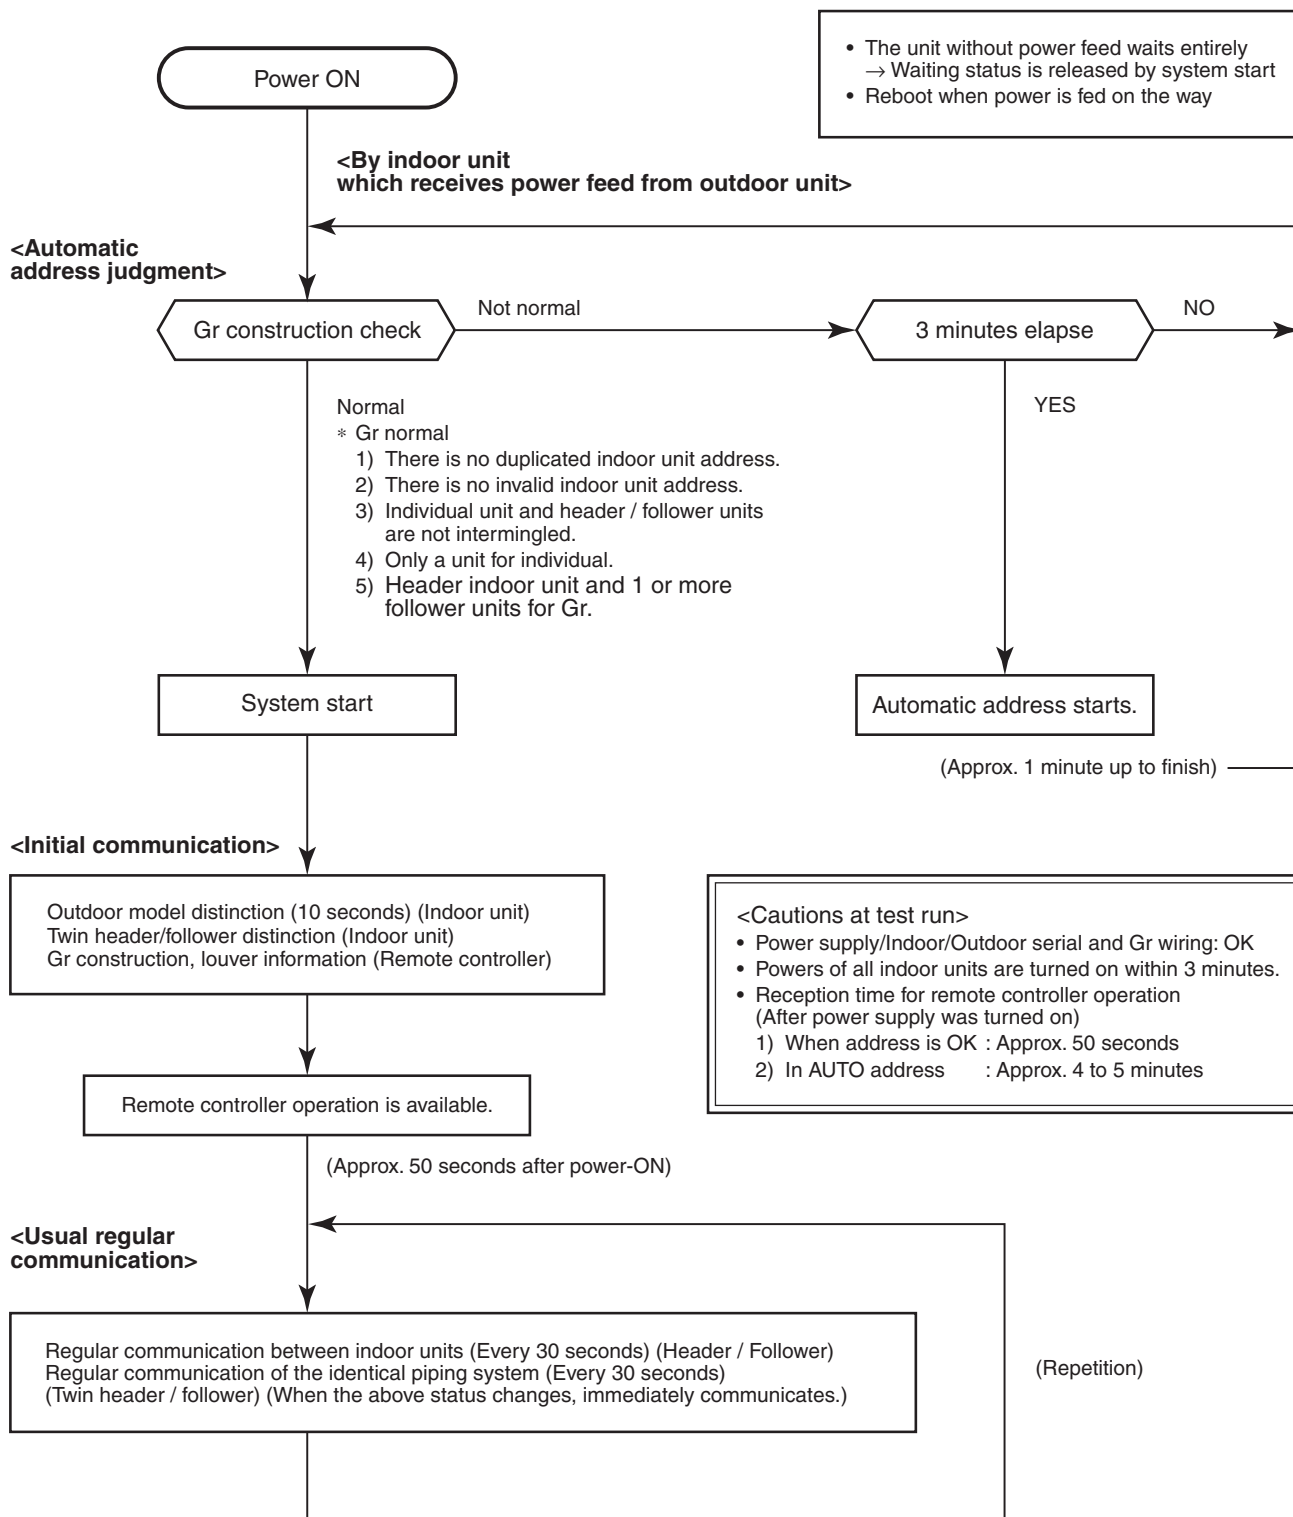 Power ON
• The unit without power feed waits entirely
→ Waiting status is released by system start
• Reboot when power is fed on the way
<By indoor unit
which receives power feed from outdoor unit>
<Automatic
address judgment>
Gr construction check
Not normal
3 minutes elapse
NO
Normal
* Gr normal
1) There is no duplicated indoor unit address.
2) There is no invalid indoor unit address.
3) Individual unit and header / follower units
are not intermingled.
4) Only a unit for individual.
5) Header indoor unit and 1 or more
follower units for Gr.
YES
System start
Automatic address starts.
(Approx. 1 minute up to finish)
<Initial communication>
Outdoor model distinction (10 seconds) (Indoor unit)
Twin header/follower distinction (Indoor unit)
Gr construction, louver information (Remote controller)
<Cautions at test run>
• Power supply/Indoor/Outdoor serial and Gr wiring: OK
• Powers of all indoor units are turned on within 3 minutes.
• Reception time for remote controller operation
(After power supply was turned on)
1) When address is OK : Approx. 50 seconds
2) In AUTO address : Approx. 4 to 5 minutes
Remote controller operation is available.
(Approx. 50 seconds after power-ON)
<Usual regular
communication>
Regular communication between indoor units (Every 30 seconds) (Header / Follower)
Regular communication of the identical piping system (Every 30 seconds)
(Twin header / follower) (When the above status changes, immediately communicates.)
(Repetition)